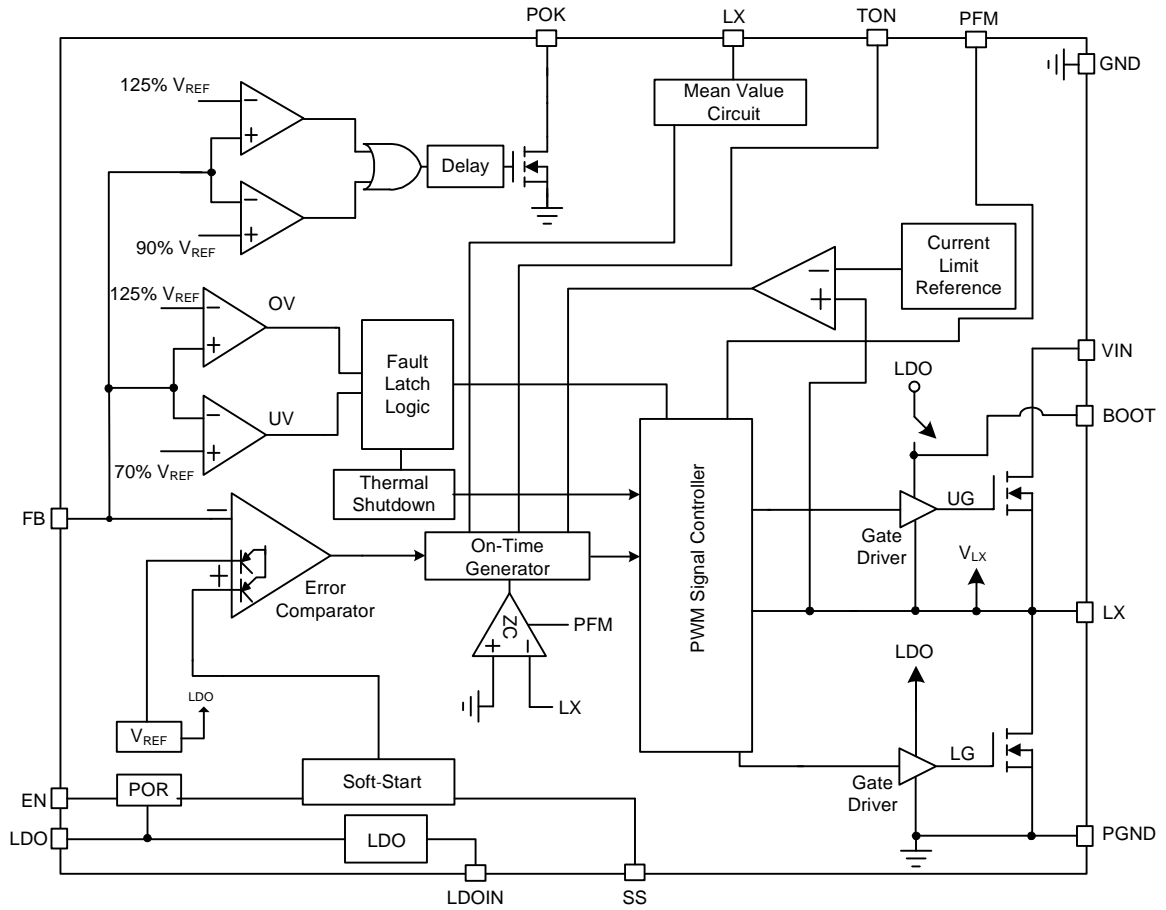 POK
LX
TON
PFM
GND
125% VREF
Mean Value
Circuit
Delay
90% VREF
Current
Limit
Reference
125% VREF
OV
Fault
Latch
Logic
UV
70% VREF
Thermal
Shutdown
VIN
LDO
BOOT
FB
On-Time
Generator
PWM Signal Controller
UG
Gate
Driver
VLX
Error
Comparator
ZC
PFM
LX
LX
LDO
LDO
VREF
LG
Gate
Driver
Soft-Start
EN
POR
LDO
LDO
PGND
LDOIN
SS